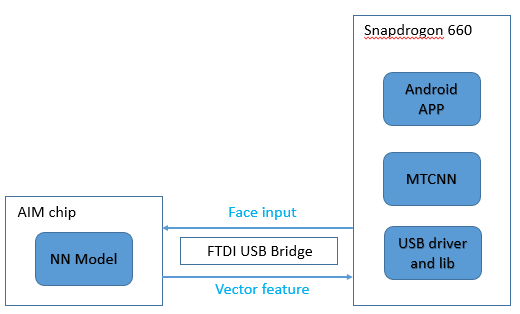 Snapdrogon 660
Android
APP
MTCNN
AIM chip
Face input
FTDI USB Bridge
USB driver
and lib
NN Model
Vector feature